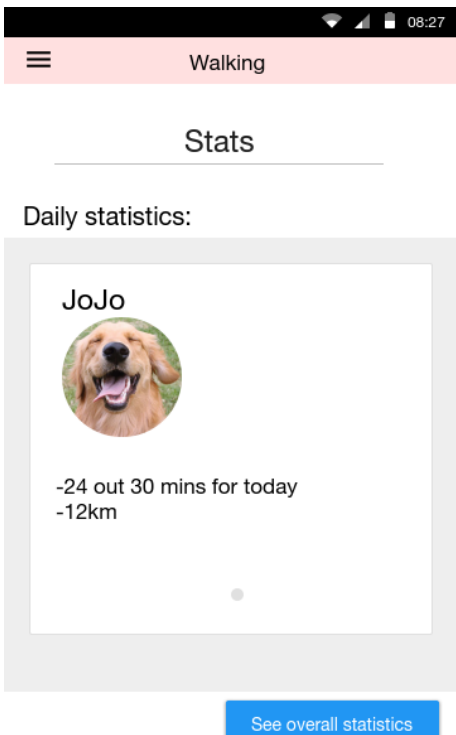 08:27
Walking
Stats
Daily statistics:
JoJo
-24 out 30 mins for today
-12km
See overall statistics